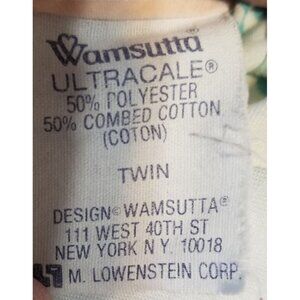 Wamsutta
ULTRACALE®
50% POLYESTER
50% COMBED COTTON
(COTON)
TWIN
DESIGN © WAMSUTTA®
111 WEST 40TH ST
NEW YORK N.Y. 10018
M. LOWENSTEIN CORP.